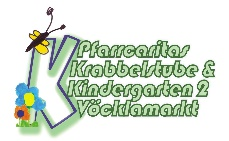 Pfarrcaritas
Krabbelstube &
Kindergarten 2
Vöcklamarkt